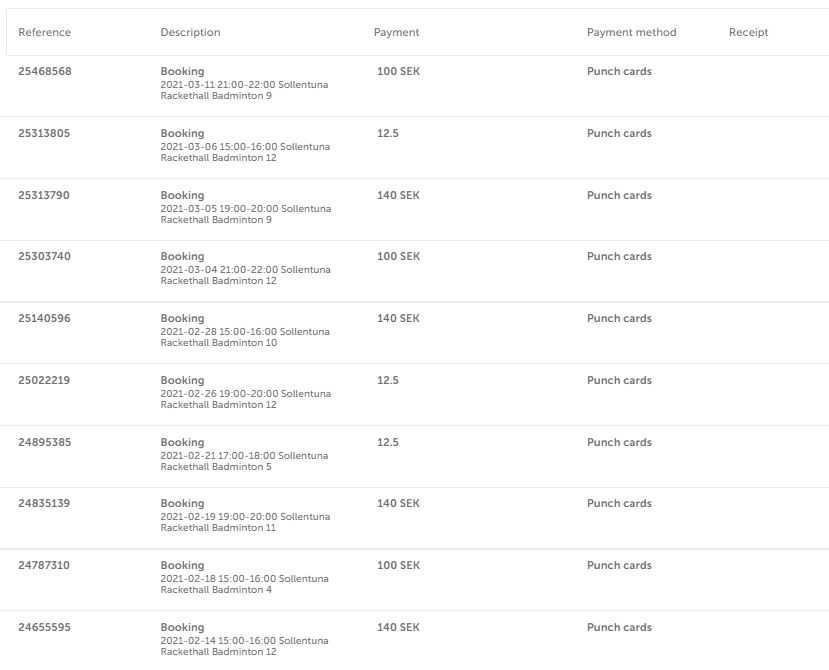 Reference Description Payment Payment method Receipt
25468568 Booking 100 SEK Punch cards
2021-03-11 21:00-22:00 Sollentuna
Rackethall Badminton 9
25313805 Booking 12.5 Punch cards
2021-03-06 15:00-16:00 Sollentuna
Rackethall Badminton 12
25313790 Booking 140 SEK Punch cards
2021-03-05 19:00-20:00 Sollentuna
Rackethall Badminton 9
25303740 Booking 100 SEK Punch cards
2021-03-04 21:00-22:00 Sollentuna
Rackethall Badminton 12
25140596 Booking 140 SEK Punch cards
2021-02-28 15:00-16:00 Sollentuna
Rackethall Badminton 10
25022219 Booking 12.5 Punch cards
2021-02-26 19:00-20:00 Sollentuna
Rackethall Badminton 12
24895385 Booking 12.5 Punch cards
2021-02-21 17:00-18:00 Sollentuna
Rackethall Badminton 5
24835139 Booking 140 SEK Punch cards
2021-02-19 19:00-20:00 Sollentuna
Rackethall Badminton 11
24787310 Booking 100 SEK Punch cards
2021-02-18 15:00-16:00 Sollentuna
Rackethall Badminton 4
24655595 Booking 140 SEK Punch cards
2021-02-14 15:00-16:00 Sollentuna
Rackethall Badminton 12